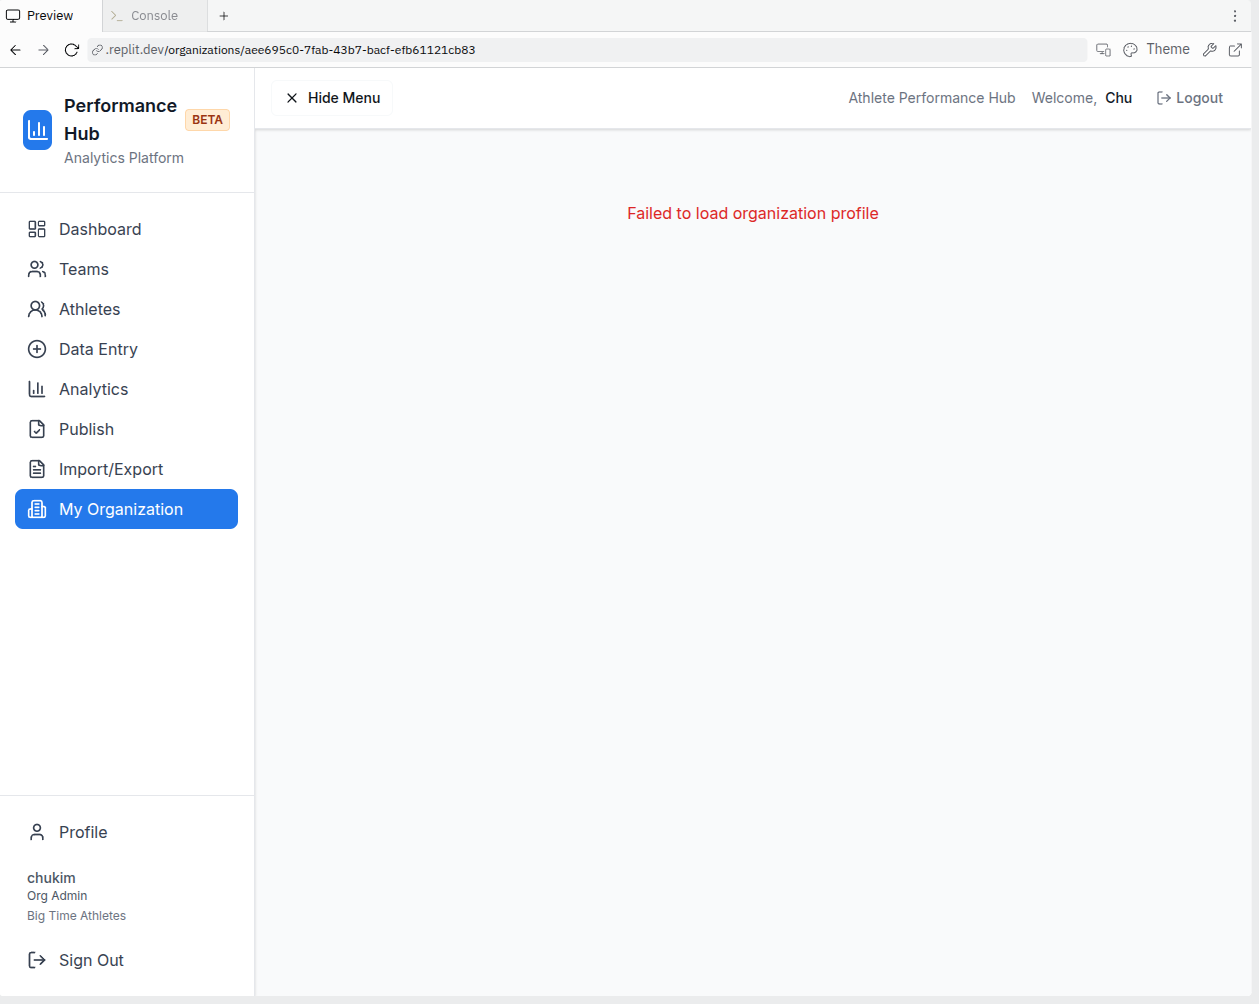 Preview
Console
.replit.dev/organizations/aee695c0-7fab-43b7-bacf-efb61121cb83
Theme
Performance
Hub
BETA
Analytics Platform
Hide Menu
Athlete Performance Hub
Welcome, Chu
Logout
Failed to load organization profile
Dashboard
Teams
Athletes
Data Entry
Analytics
Publish
Import/Export
My Organization
Profile
chukim
Org Admin
Big Time Athletes
Sign Out